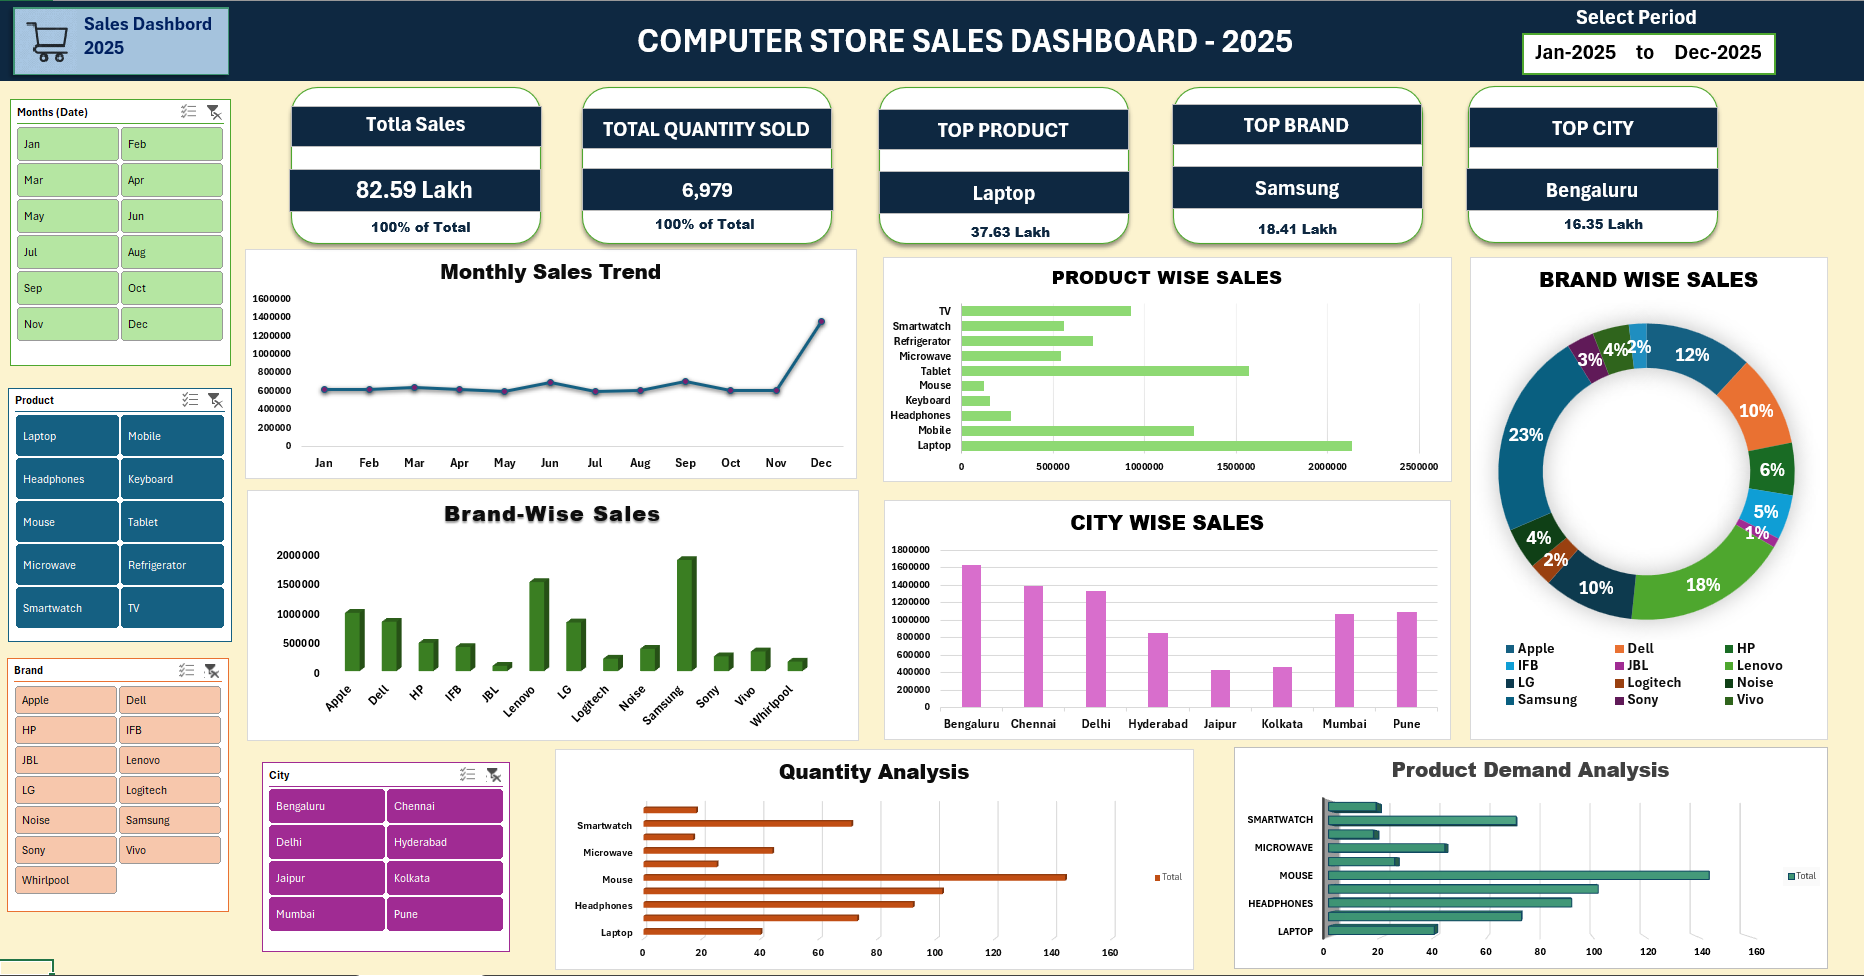 Sales Dashbord
2025
COMPUTER STORE SALES DASHBOARD - 2025
Select Period
Jan-2025 to Dec-2025
Months (Date)
Jan Feb
Mar Apr
May Jun
Jul Aug
Sep Oct
Nov Dec
Product
Laptop Mobile
Headphones Keyboard
Mouse Tablet
Microwave Refrigerator
Smartwatch TV
Brand
Apple Dell
HP IFB
JBL Lenovo
LG Logitech
Noise Samsung
Sony Vivo
Whirlpool
Totla Sales
82.59 Lakh
100% of Total
TOTAL QUANTITY SOLD
6,979
100% of Total
TOP PRODUCT
Laptop
37.63 Lakh
TOP BRAND
Samsung
18.41 Lakh
TOP CITY
Bengaluru
16.35 Lakh
Monthly Sales Trend
1600000
1400000
1200000
1000000
800000
600000
400000
200000
0
Jan Feb Mar Apr May Jun Jul Aug Sep Oct Nov Dec
PRODUCT WISE SALES
TV
Smartwatch
Refrigerator
Microwave
Tablet
Mouse
Keyboard
Headphones
Mobile
Laptop
0 500000 1000000 1500000 2000000 2500000
BRAND WISE SALES
12%
10%
6%
5%
1%
18%
10%
2%
4%
23%
3%
4%
2%
Apple Dell HP
IFB JBL Lenovo
LG Logitech Noise
Samsung Sony Vivo
Brand-Wise Sales
2000000
1500000
1000000
500000
0
Apple Dell HP IFB JBL Lenovo LG Logitech Noise Samsung Sony Vivo Whirlpool
CITY WISE SALES
1800000
1600000
1400000
1200000
1000000
800000
600000
400000
200000
0
Bengaluru Chennai Delhi Hyderabad Jaipur Kolkata Mumbai Pune
City
Bengaluru Chennai
Delhi Hyderabad
Jaipur Kolkata
Mumbai Pune
Quantity Analysis
Smartwatch
Microwave
Mouse
Headphones
Laptop
0 20 40 60 80 100 120 140 160
Total
Product Demand Analysis
SMARTWATCH
MICROWAVE
MOUSE
HEADPHONES
LAPTOP
0 20 40 60 80 100 120 140 160
Total